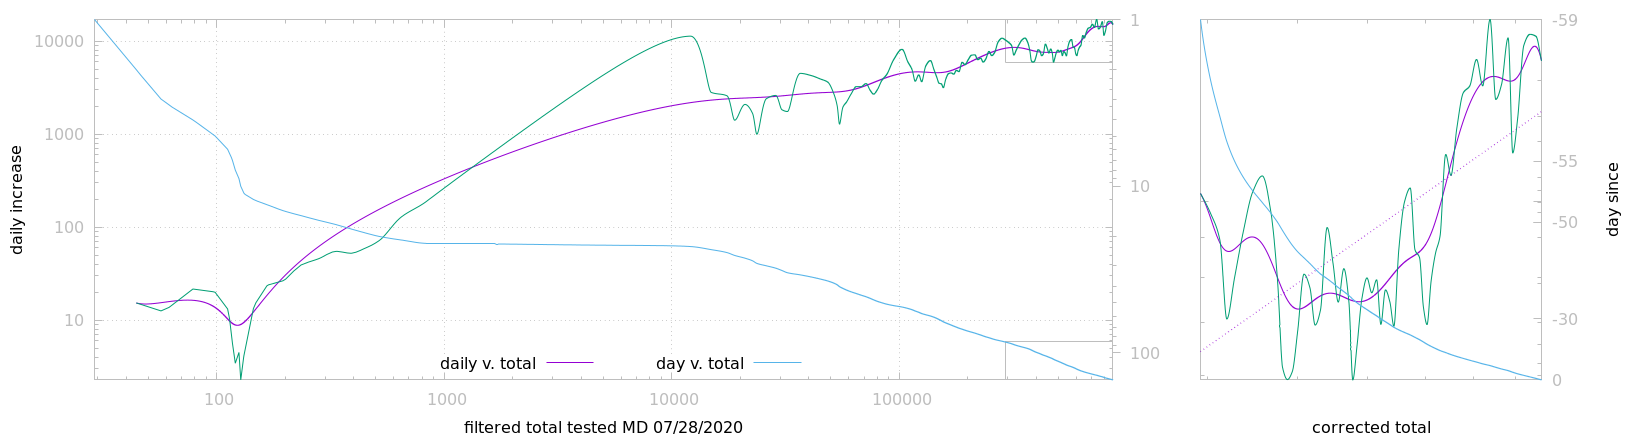 10000
1000
100
10
daily increase
1
10
100
daily v. total
day v. total
100
1000
10000
100000
filtered total tested MD 07/28/2020
-59
-55
-50
-30
0
day since
corrected total